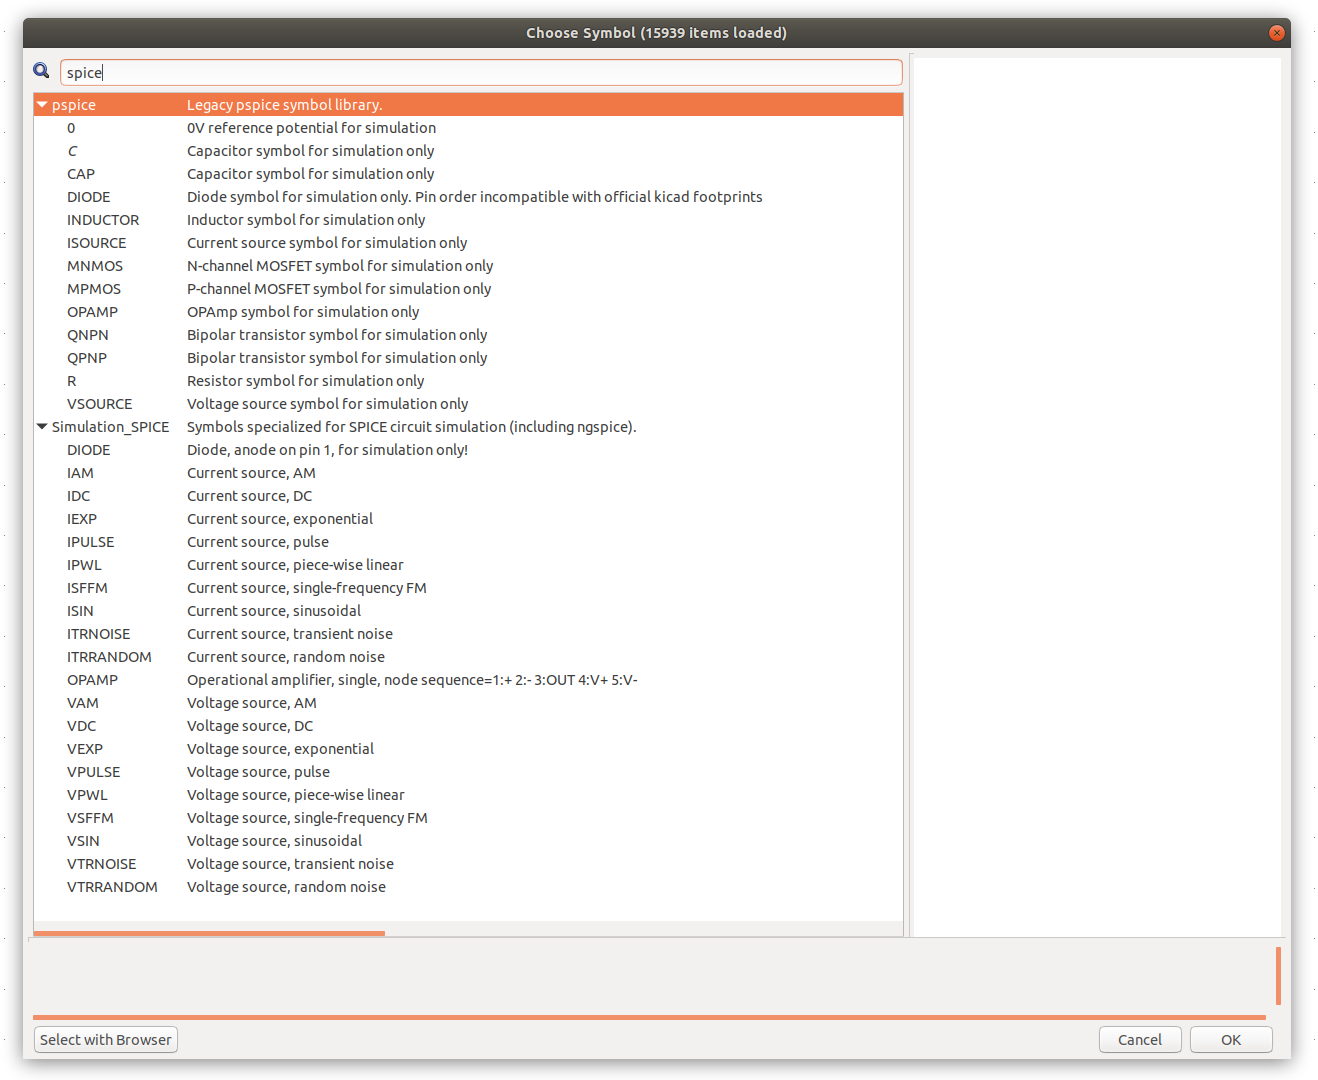 Choose Symbol (15939 items loaded)
spice
pspice Legacy pspice symbol library.
0 0V reference potential for simulation
C Capacitor symbol for simulation only
CAP Capacitor symbol for simulation only
DIODE Diode symbol for simulation only. Pin order incompatible with official kicad footprints
INDUCTOR Inductor symbol for simulation only
ISOURCE Current source symbol for simulation only
MNMOS N-channel MOSFET symbol for simulation only
MPMOS P-channel MOSFET symbol for simulation only
OPAMP OPAmp symbol for simulation only
QNPN Bipolar transistor symbol for simulation only
QPNP Bipolar transistor symbol for simulation only
R Resistor symbol for simulation only
VSOURCE Voltage source symbol for simulation only
Simulation_SPICE Symbols specialized for SPICE circuit simulation (including ngspice).
DIODE Diode, anode on pin 1, for simulation only!
IAM Current source, AM
IDC Current source, DC
IEXP Current source, exponential
IPULSE Current source, pulse
IPWL Current source, piece-wise linear
ISFFM Current source, single-frequency FM
ISIN Current source, sinusoidal
ITRNOISE Current source, transient noise
ITRRANDOM Current source, random noise
OPAMP Operational amplifier, single, node sequence=1:+ 2:- 3:OUT 4:V+ 5:V-
VAM Voltage source, AM
VDC Voltage source, DC
VEXP Voltage source, exponential
VPULSE Voltage source, pulse
VPWL Voltage source, piece-wise linear
VSFFM Voltage source, single-frequency FM
VSIN Voltage source, sinusoidal
VTRNOISE Voltage source, transient noise
VTRRANDOM Voltage source, random noise
Select with Browser Cancel OK